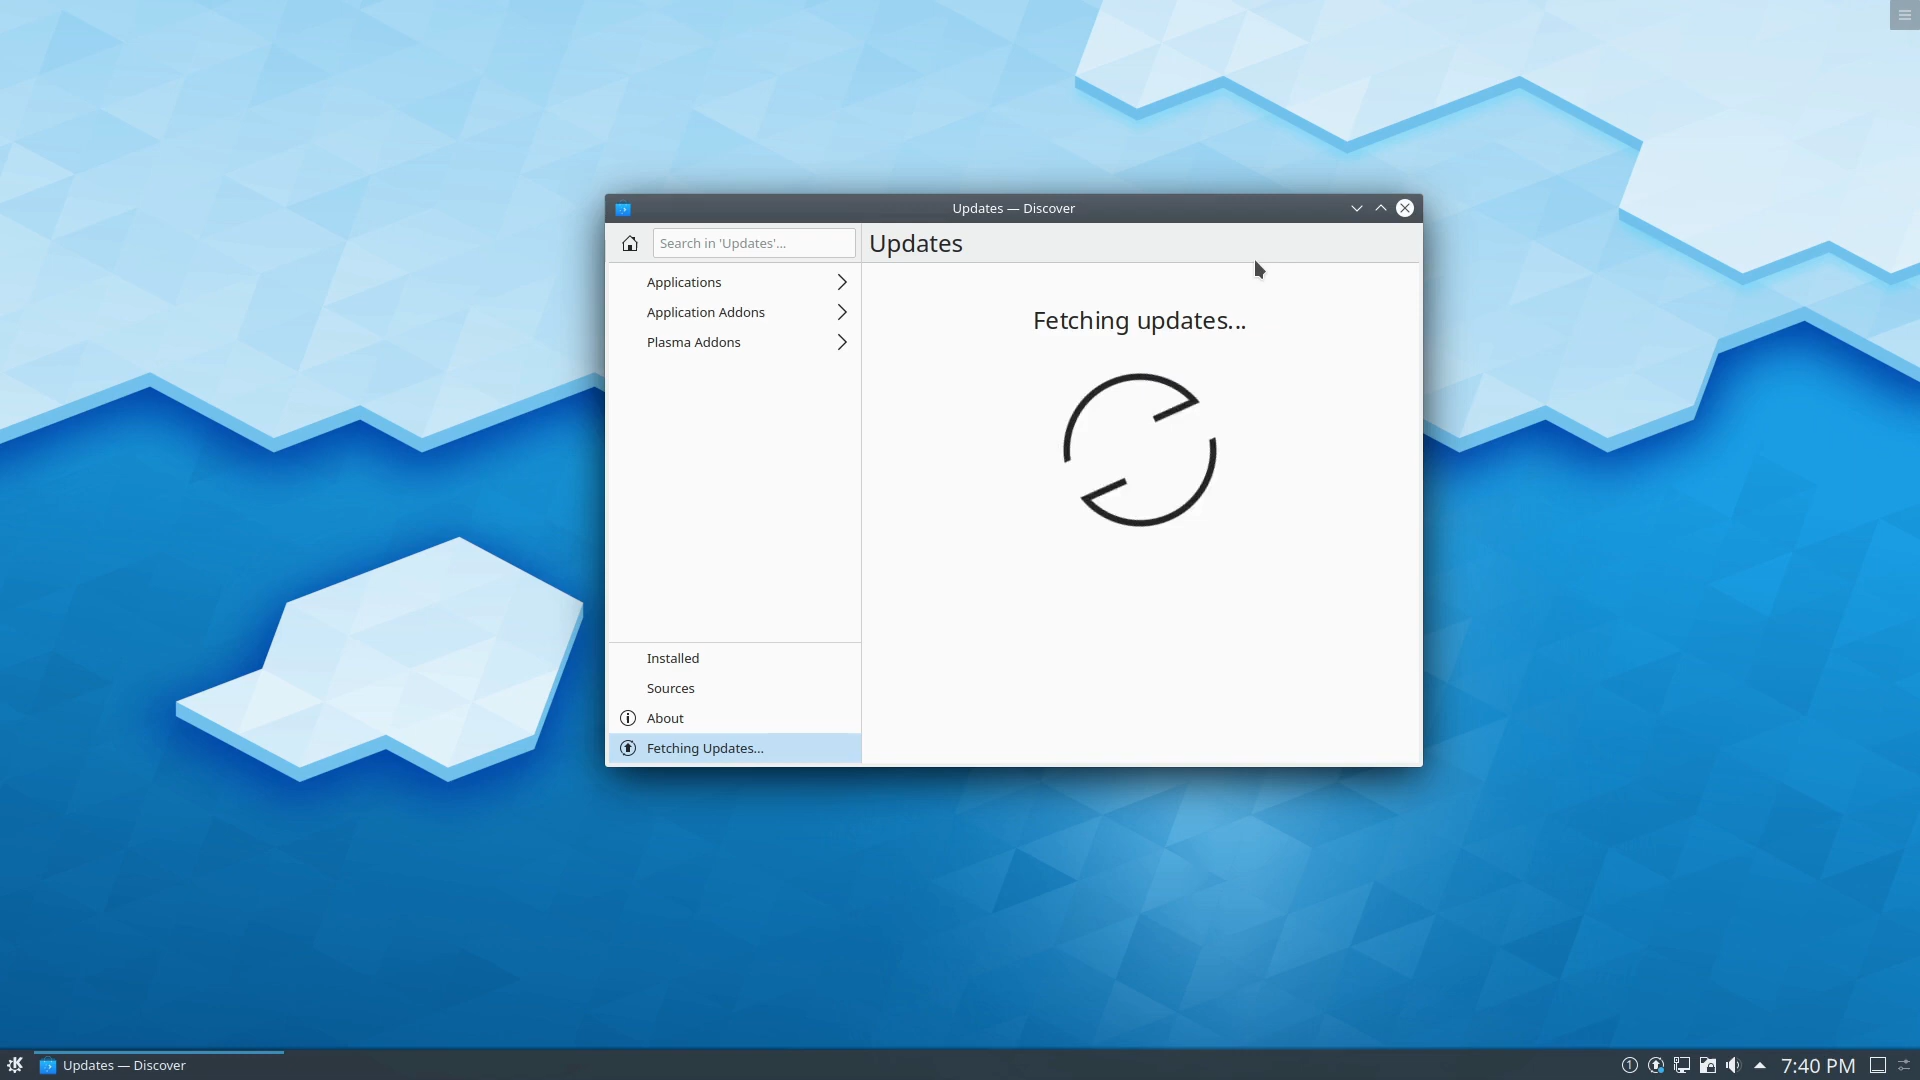 Updates — Discover
Search in 'Updates'...
Updates
Applications
Application Addons
Plasma Addons
Fetching updates...
Installed
Sources
About
Fetching Updates...
Updates — Discover
7:40 PM